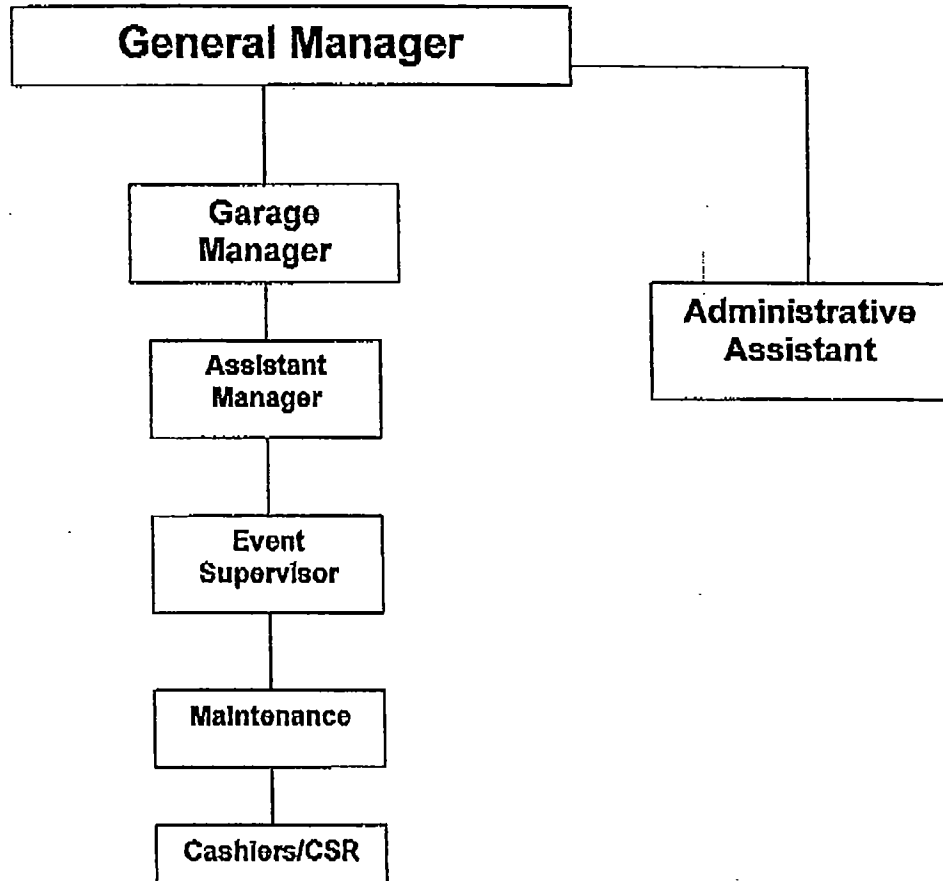 General Manager
Garage
Manager
Administrative
Assistant
Assistant
Manager
Event
Supervisor
Maintenance
Cashiers/CSR